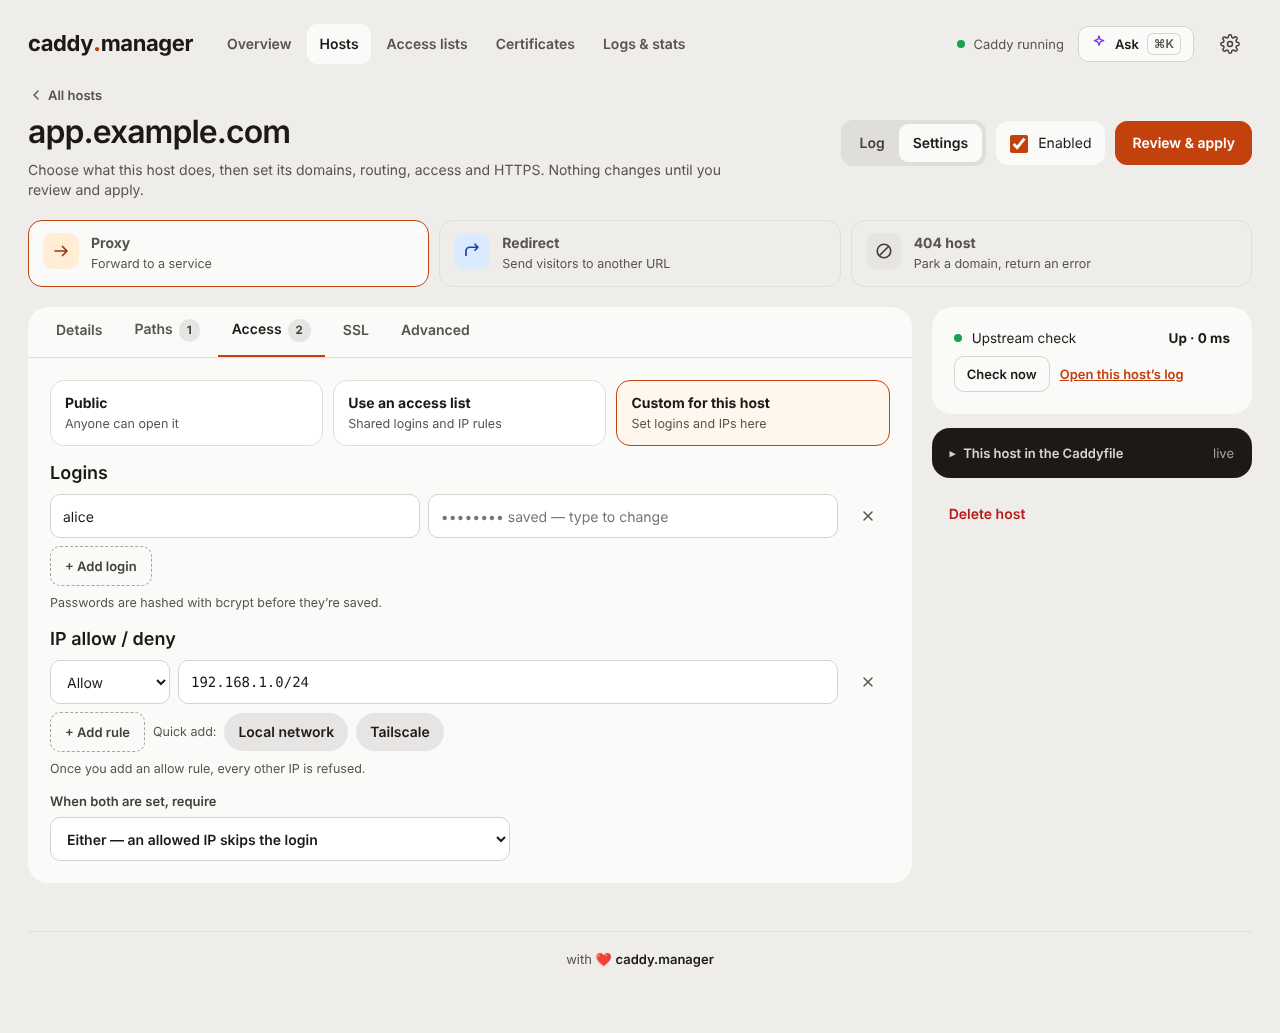 caddy.manager
Overview
Hosts
Access lists
Certificates
Logs & stats
Caddy running
Ask ⌘K
All hosts
app.example.com
Choose what this host does, then set its domains, routing, access and HTTPS. Nothing changes until you
review and apply.
Log
Settings
Enabled
Review & apply
Proxy
Forward to a service
Redirect
Send visitors to another URL
404 host
Park a domain, return an error
Details
Paths 1
Access 2
SSL
Advanced
Public
Anyone can open it
Use an access list
Shared logins and IP rules
Custom for this host
Set logins and IPs here
Logins
alice
•••••••• saved — type to change
+ Add login
Passwords are hashed with bcrypt before they’re saved.
IP allow / deny
Allow
192.168.1.0/24
+ Add rule
Quick add:
Local network
Tailscale
Once you add an allow rule, every other IP is refused.
When both are set, require
Either — an allowed IP skips the login
Upstream check
Up · 0 ms
Check now
Open this host’s log
▸ This host in the Caddyfile
live
Delete host
with ❤️ caddy.manager